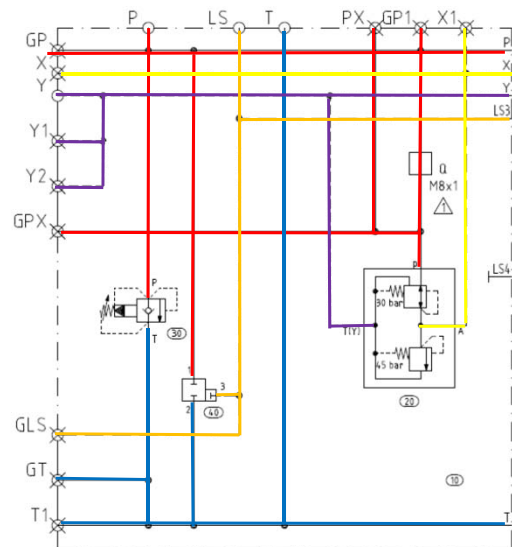 P LS T PX GP1 X1
GP
X
Y
P
X
Y
LS3
Y1
Y2
Ω
M8x1
1
GPX
LS4
P
30 bar
T(Y) A
45 bar
P
30
T
1
3
2
40
20
GLS
GT
10
T1
T